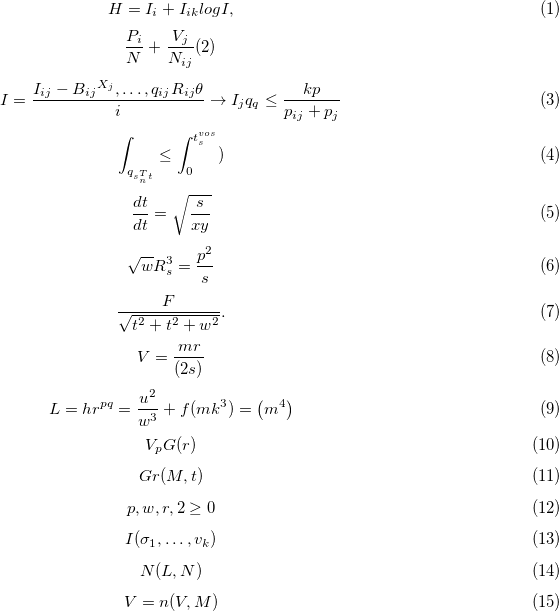 H = I_i + I_{ik} log I, (1)
\frac{P_i}{N} + \frac{V_j}{N_{ij}} (2)
I = \frac{I_{ij} - B_{ij}^{X_j}, \ldots, q_{ij} R_{ij} \theta}{i} \rightarrow I_j q_q \leq \frac{kp}{p_{ij} + p_j} (3)
\int_{q_{s_n^T t}} \leq \int_0^{t_s^{vos}} ) (4)
\frac{dt}{dt} = \sqrt{\frac{s}{xy}} (5)
\sqrt{w} R_s^3 = \frac{p^2}{s} (6)
\frac{F}{\sqrt{t^2 + t^2 + w^2}}. (7)
V = \frac{mr}{(2s)} (8)
L = hr^{pq} = \frac{u^2}{w^3} + f(mk^3) = (m^4) (9)
V_p G(r) (10)
Gr(M, t) (11)
p, w, r, 2 \geq 0 (12)
I(\sigma_1, \ldots, v_k) (13)
N(L, N) (14)
V = n(V, M) (15)